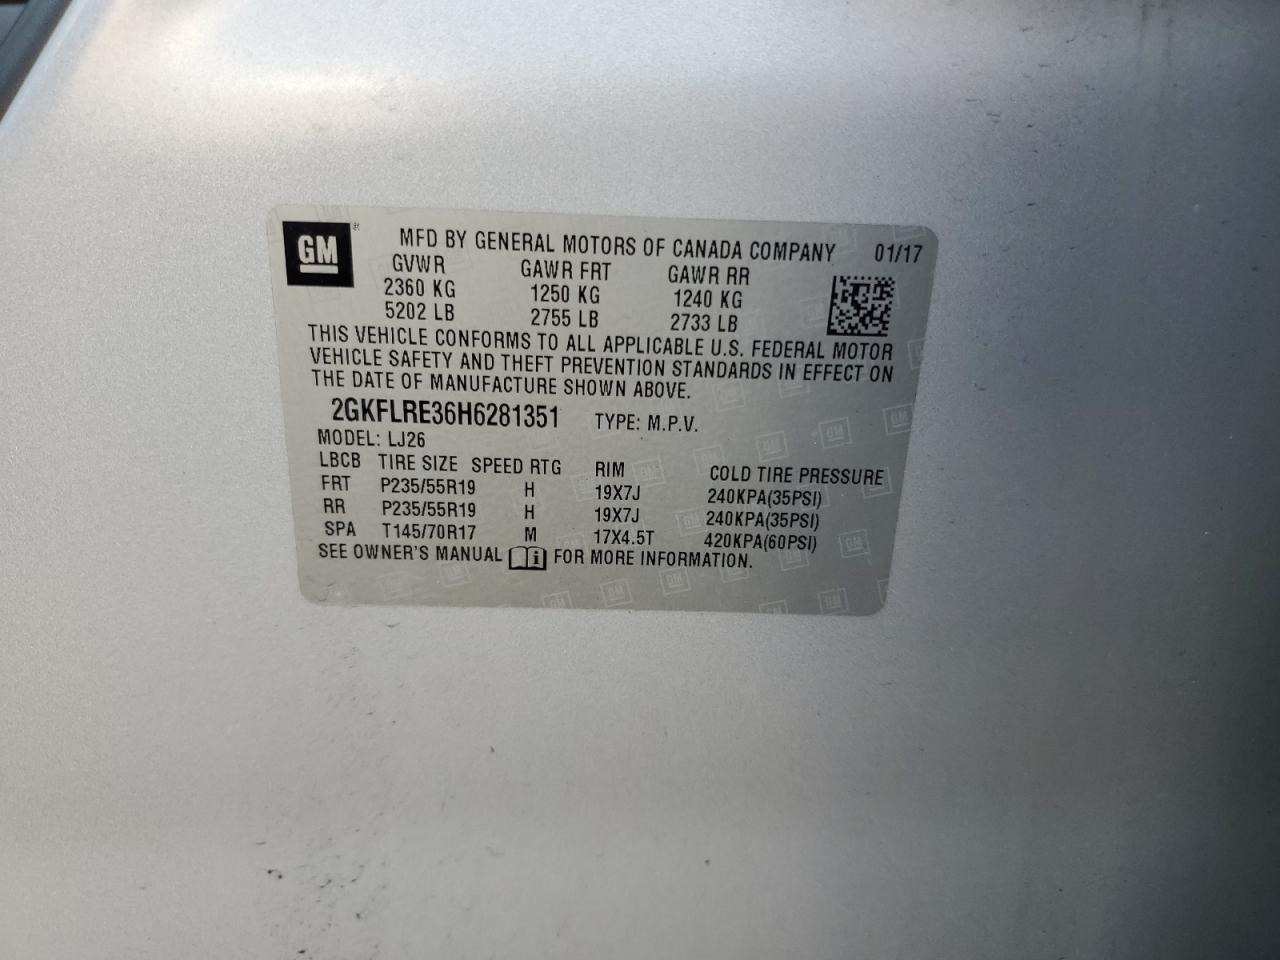 GM ® MFD BY GENERAL MOTORS OF CANADA COMPANY 01/17
GVWR GAWR FRT GAWR RR
2360 KG 1250 KG 1240 KG
5202 LB 2755 LB 2733 LB
THIS VEHICLE CONFORMS TO ALL APPLICABLE U.S. FEDERAL MOTOR
VEHICLE SAFETY AND THEFT PREVENTION STANDARDS IN EFFECT ON
THE DATE OF MANUFACTURE SHOWN ABOVE.
2GKFLRE36H6281351 TYPE: M.P.V.
MODEL: LJ26
LBCB TIRE SIZE SPEED RTG RIM COLD TIRE PRESSURE
FRT P235/55R19 H 19X7J 240KPA(35PSI)
RR P235/55R19 H 19X7J 240KPA(35PSI)
SPA T145/70R17 M 17X4.5T 420KPA(60PSI)
SEE OWNER'S MANUAL i FOR MORE INFORMATION.